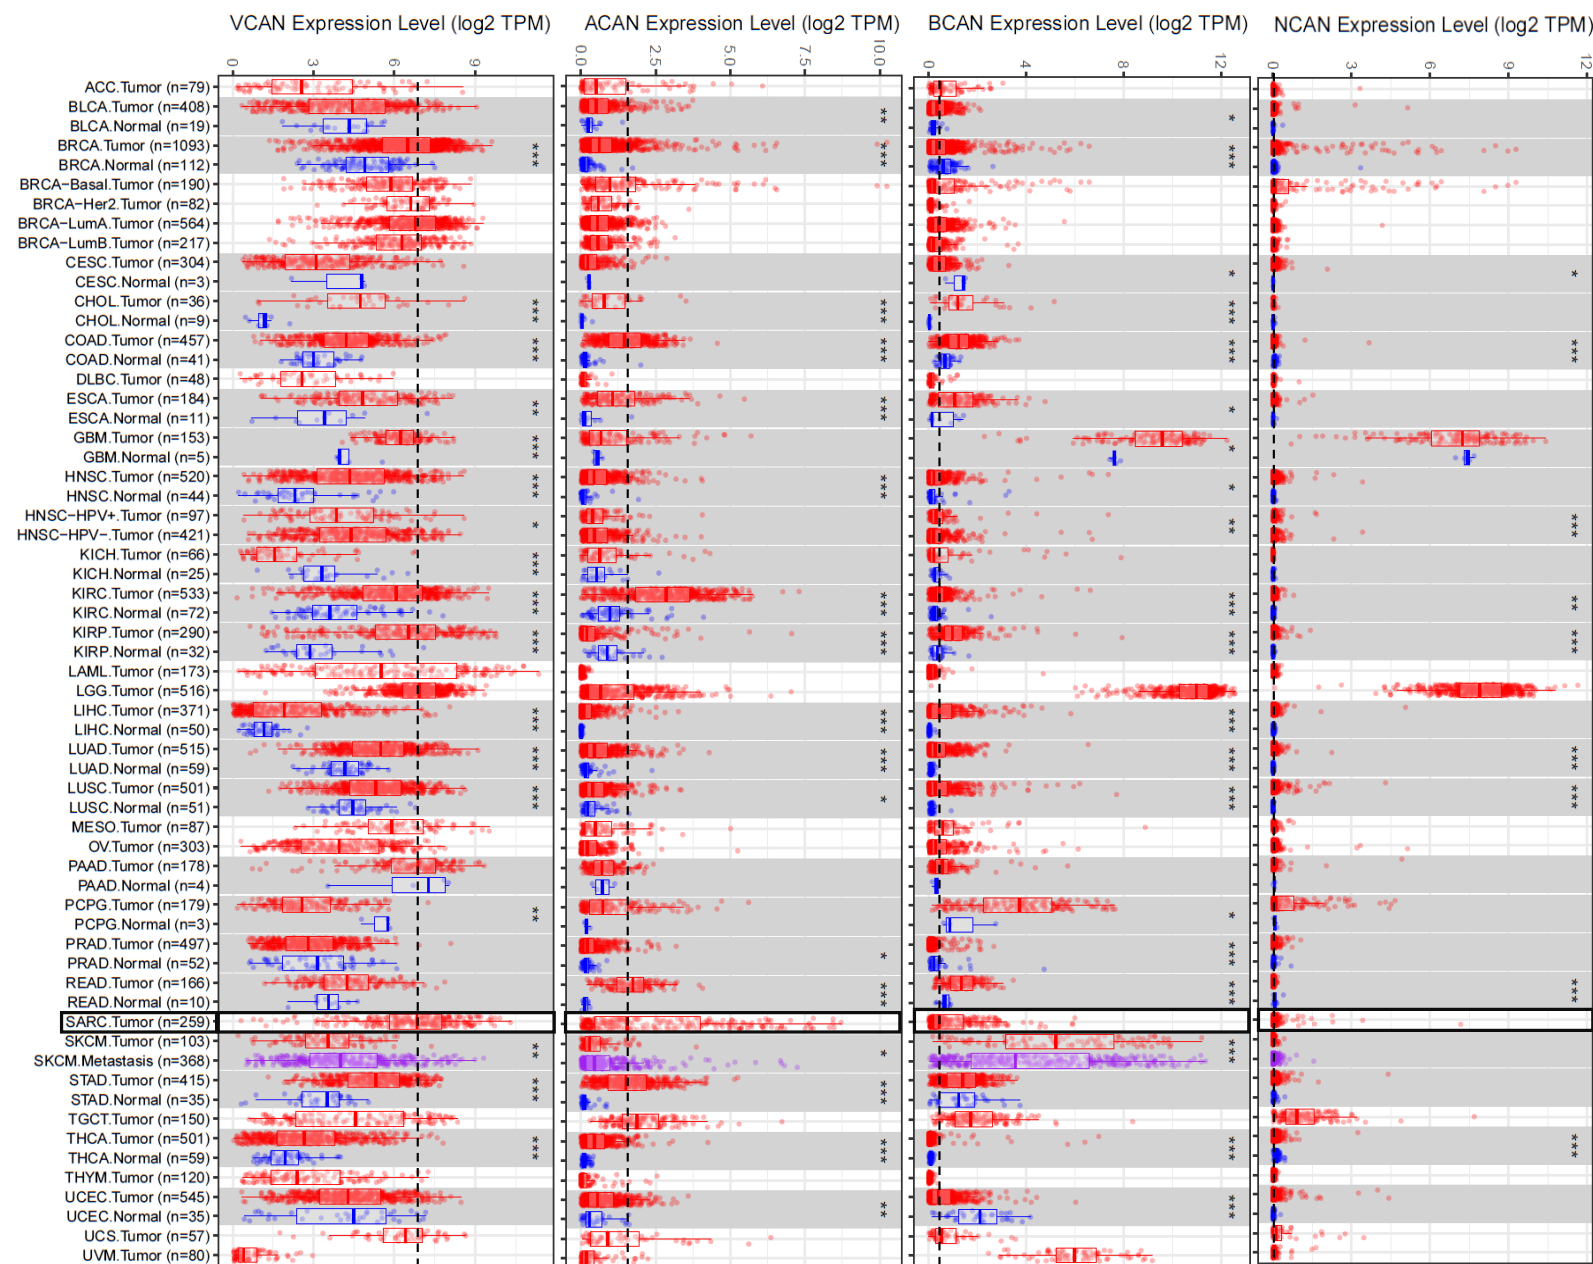 VCAN Expression Level (log2 TPM)
ACAN Expression Level (log2 TPM)
BCAN Expression Level (log2 TPM)
NCAN Expression Level (log2 TPM)
0 3 6 9
0.0 2.5 5.0 7.5 10.0
0 4 8 12
0 3 6 9 12
ACC.Tumor (n=79)
BLCA.Tumor (n=408) ** *
BLCA.Normal (n=19)
BRCA.Tumor (n=1093) *** *** ***
BRCA.Normal (n=112)
BRCA-Basal.Tumor (n=190)
BRCA-Her2.Tumor (n=82)
BRCA-LumA.Tumor (n=564)
BRCA-LumB.Tumor (n=217)
CESC.Tumor (n=304) * *
CESC.Normal (n=3)
CHOL.Tumor (n=36) *** *** ***
CHOL.Normal (n=9)
COAD.Tumor (n=457) *** *** *** ***
COAD.Normal (n=41)
DLBC.Tumor (n=48)
ESCA.Tumor (n=184) ** *** *
ESCA.Normal (n=11)
GBM.Tumor (n=153) *** *
GBM.Normal (n=5)
HNSC.Tumor (n=520) *** *** *
HNSC.Normal (n=44)
HNSC-HPV+.Tumor (n=97) * ** ***
HNSC-HPV-.Tumor (n=421)
KICH.Tumor (n=66) ***
KICH.Normal (n=25)
KIRC.Tumor (n=533) *** *** *** **
KIRC.Normal (n=72)
KIRP.Tumor (n=290) *** *** *** ***
KIRP.Normal (n=32)
LAML.Tumor (n=173)
LGG.Tumor (n=516)
LIHC.Tumor (n=371) *** *** ***
LIHC.Normal (n=50)
LUAD.Tumor (n=515) *** *** *** ***
LUAD.Normal (n=59)
LUSC.Tumor (n=501) *** * *** ***
LUSC.Normal (n=51)
MESO.Tumor (n=87)
OV.Tumor (n=303)
PAAD.Tumor (n=178)
PAAD.Normal (n=4)
PCPG.Tumor (n=179) ** *
PCPG.Normal (n=3)
PRAD.Tumor (n=497) * ***
PRAD.Normal (n=52)
READ.Tumor (n=166) *** *** ***
READ.Normal (n=10)
SARC.Tumor (n=259)
SKCM.Tumor (n=103) ** * ***
SKCM.Metastasis (n=368)
STAD.Tumor (n=415) *** ***
STAD.Normal (n=35)
TGCT.Tumor (n=150)
THCA.Tumor (n=501) *** *** *** ***
THCA.Normal (n=59)
THYM.Tumor (n=120)
UCEC.Tumor (n=545) ** ***
UCEC.Normal (n=35)
UCS.Tumor (n=57)
UVM.Tumor (n=80)